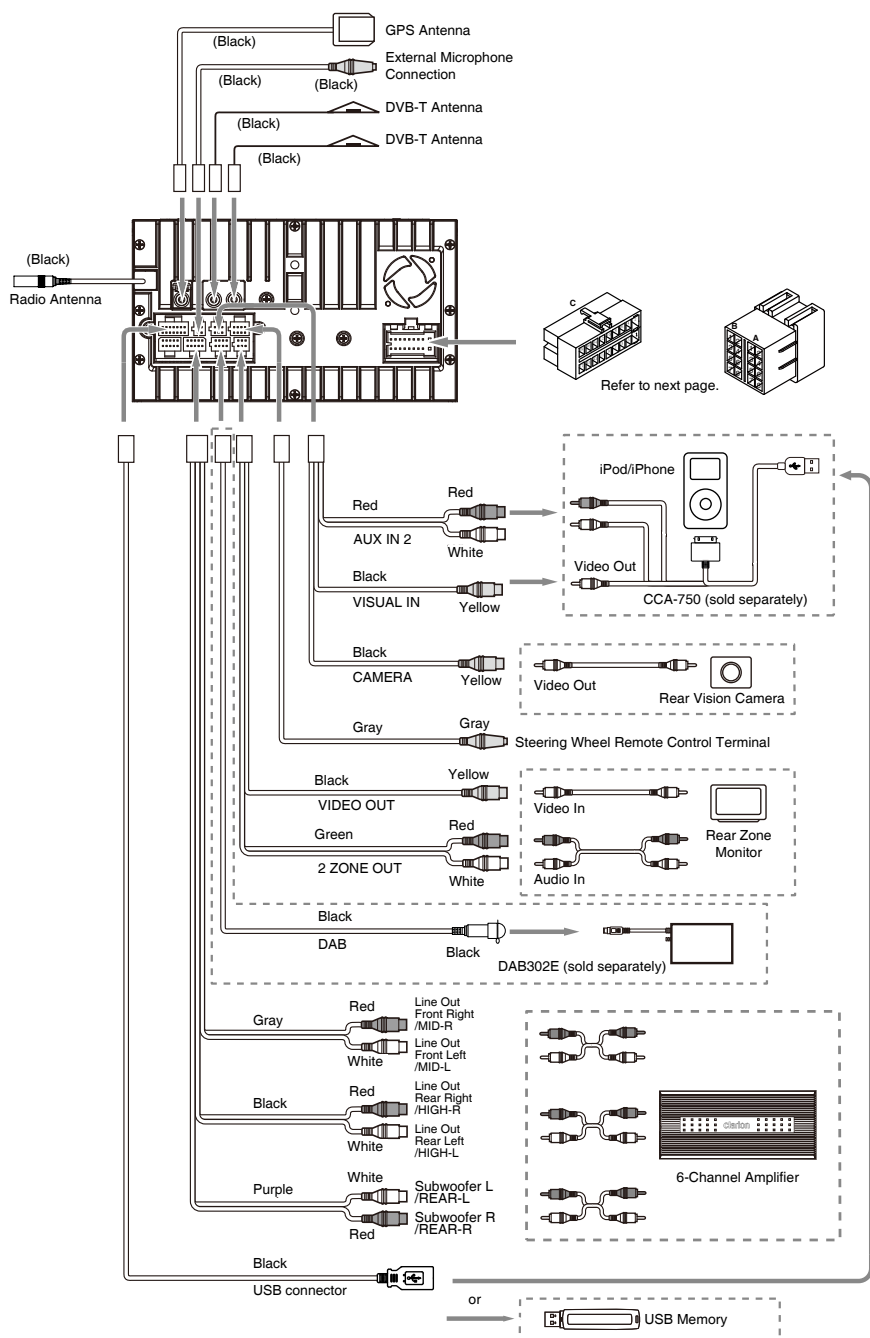 GPS Antenna
(Black)
External Microphone
Connection
(Black)
(Black)
DVB-T Antenna
(Black)
DVB-T Antenna
(Black)
(Black)
Radio Antenna
C
B
A
Refer to next page.
iPod/iPhone
Red
Red
AUX IN 2
White
Video Out
Black
VISUAL IN
Yellow
CCA-750 (sold separately)
Black
CAMERA
Yellow
Video Out
Rear Vision Camera
Gray
Gray
Steering Wheel Remote Control Terminal
Black
Yellow
VIDEO OUT
Video In
Green
Red
Rear Zone
Monitor
2 ZONE OUT
White
Audio In
Black
DAB
Black
DAB302E (sold separately)
Gray
Red
Line Out
Front Right
/MID-R
White
Line Out
Front Left
/MID-L
Black
Red
Line Out
Rear Right
/HIGH-R
White
Line Out
Rear Left
/HIGH-L
clarion
6-Channel Amplifier
Purple
White
Subwoofer L
/REAR-L
Subwoofer R
/REAR-R
Red
Black
USB connector
or
USB Memory